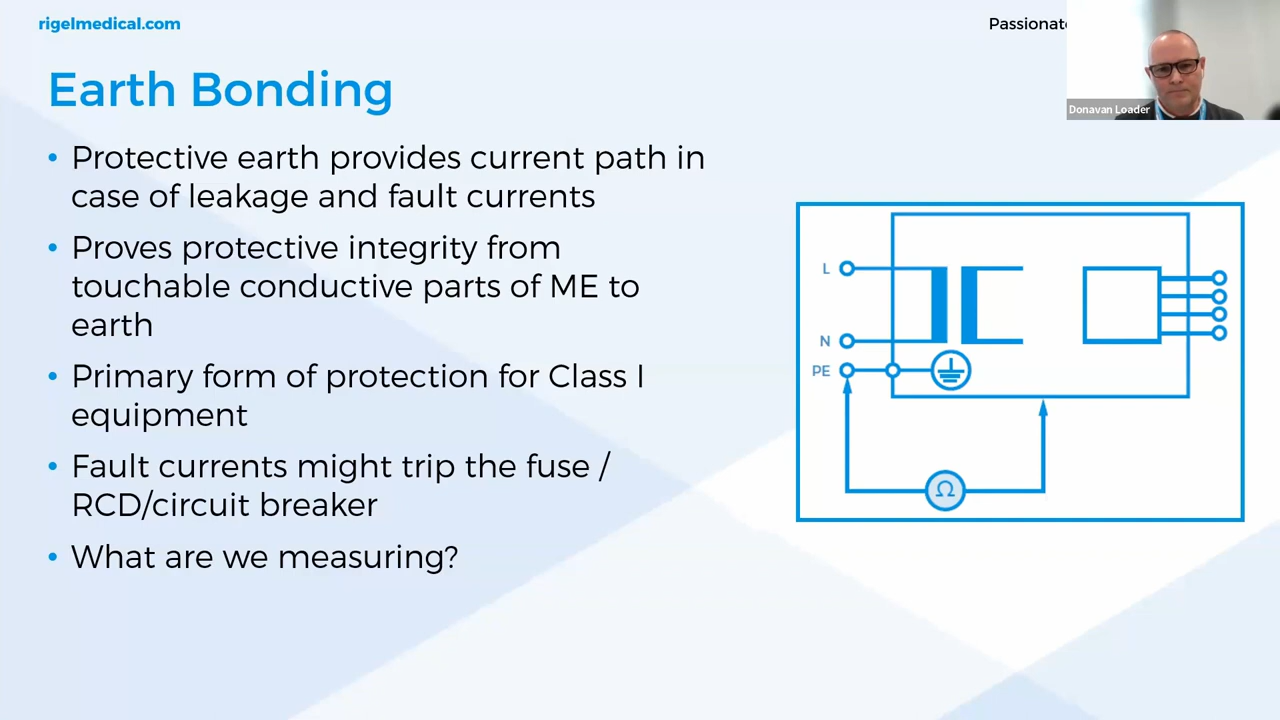 rigelmedical.com
Passionate
Donavan Loader
Earth Bonding
• Protective earth provides current path in
case of leakage and fault currents
• Proves protective integrity from
touchable conductive parts of ME to
earth
• Primary form of protection for Class I
equipment
• Fault currents might trip the fuse /
RCD/circuit breaker
• What are we measuring?
L
N
PE
Ω